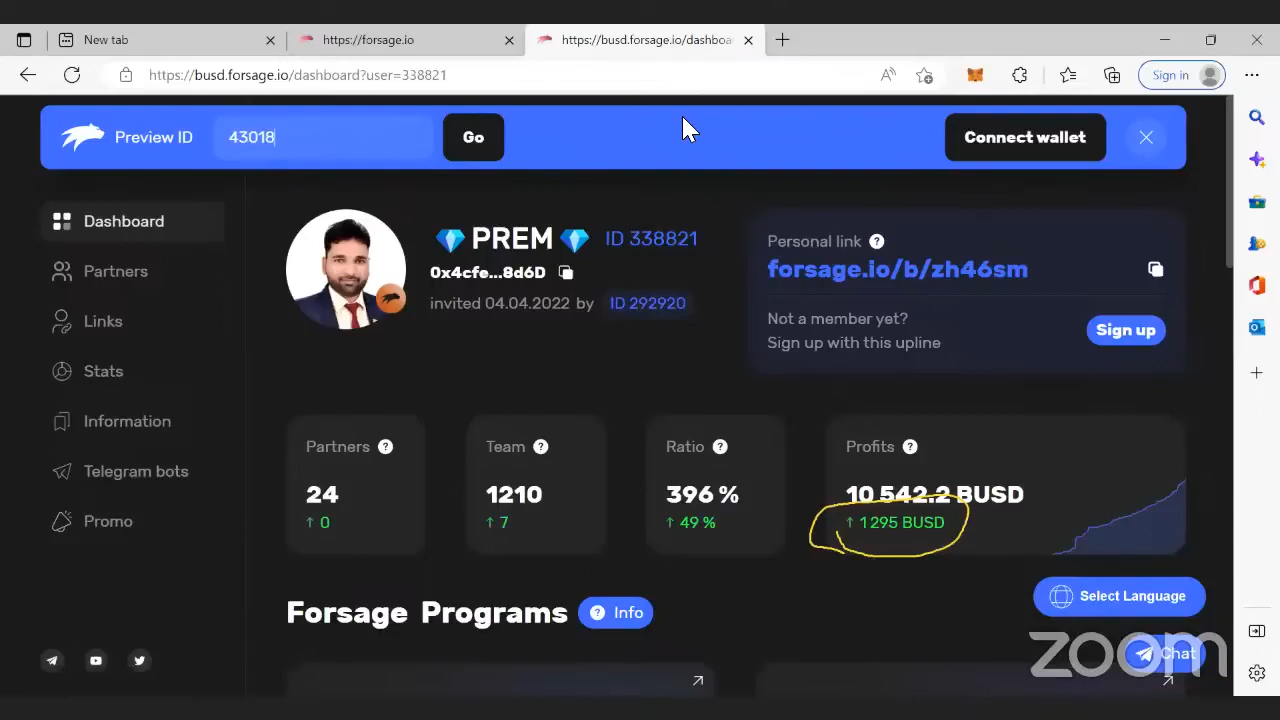 New tab
https://forsage.io
https://busd.forsage.io/dashboa
https://busd.forsage.io/dashboard?user=338821
Sign in
Preview ID
43018
Go
Connect wallet
Dashboard
Partners
Links
Stats
Information
Telegram bots
Promo
💎 PREM 💎 ID 338821
0x4cfe...8d6D
invited 04.04.2022 by ID 292920
Personal link ?
forsage.io/b/zh46sm
Not a member yet?
Sign up with this upline
Sign up
Partners ?
24
↑ 0
Team ?
1210
↑ 7
Ratio ?
396 %
↑ 49 %
Profits ?
10 542.2 BUSD
↑ 1 295 BUSD
Forsage Programs
? Info
Select Language
Chat
zoom